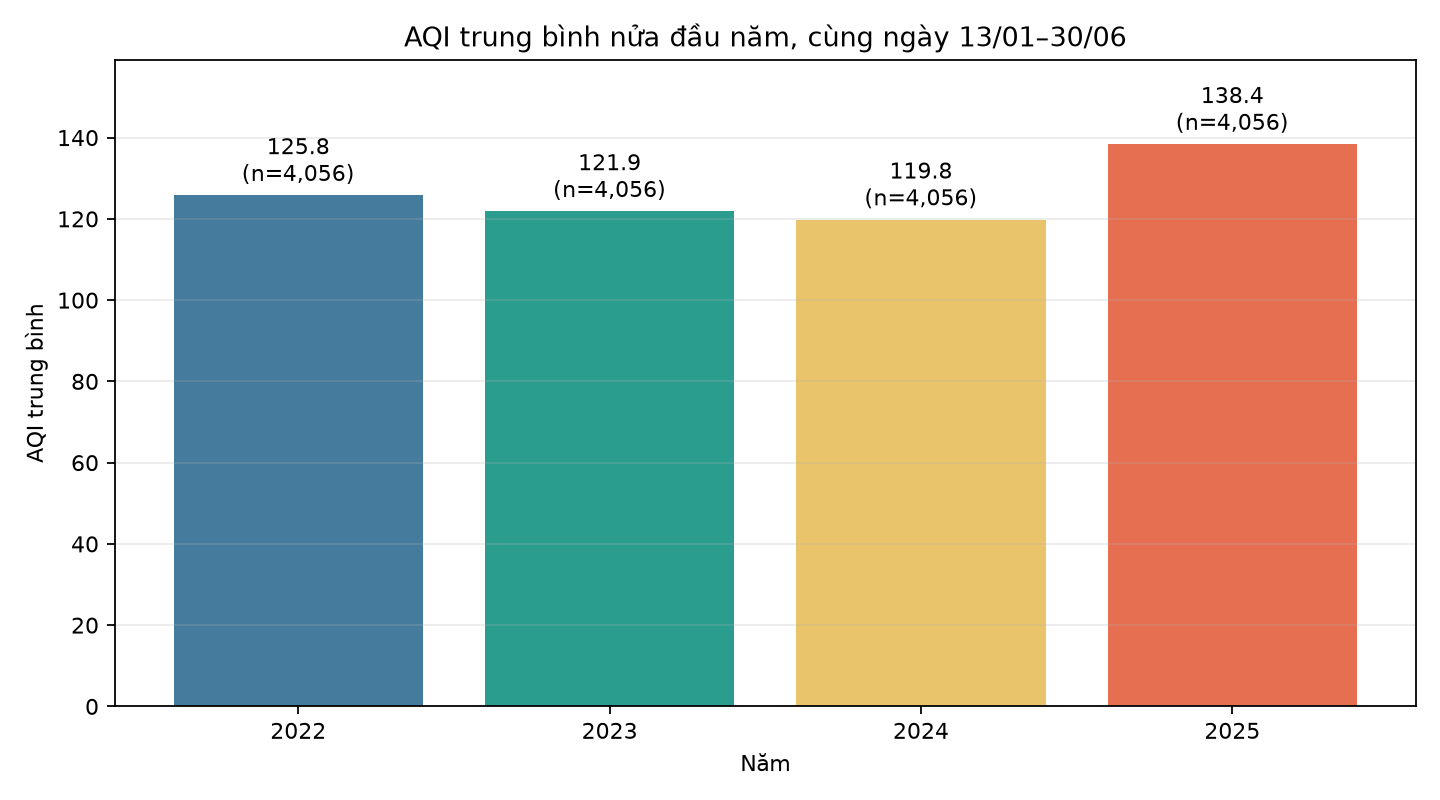 AQI trung bình nửa đầu năm, cùng ngày 13/01–30/06
AQI trung bình
140
120
100
80
60
40
20
0
125.8
(n=4,056)
121.9
(n=4,056)
119.8
(n=4,056)
138.4
(n=4,056)
2022
2023
2024
2025
Năm